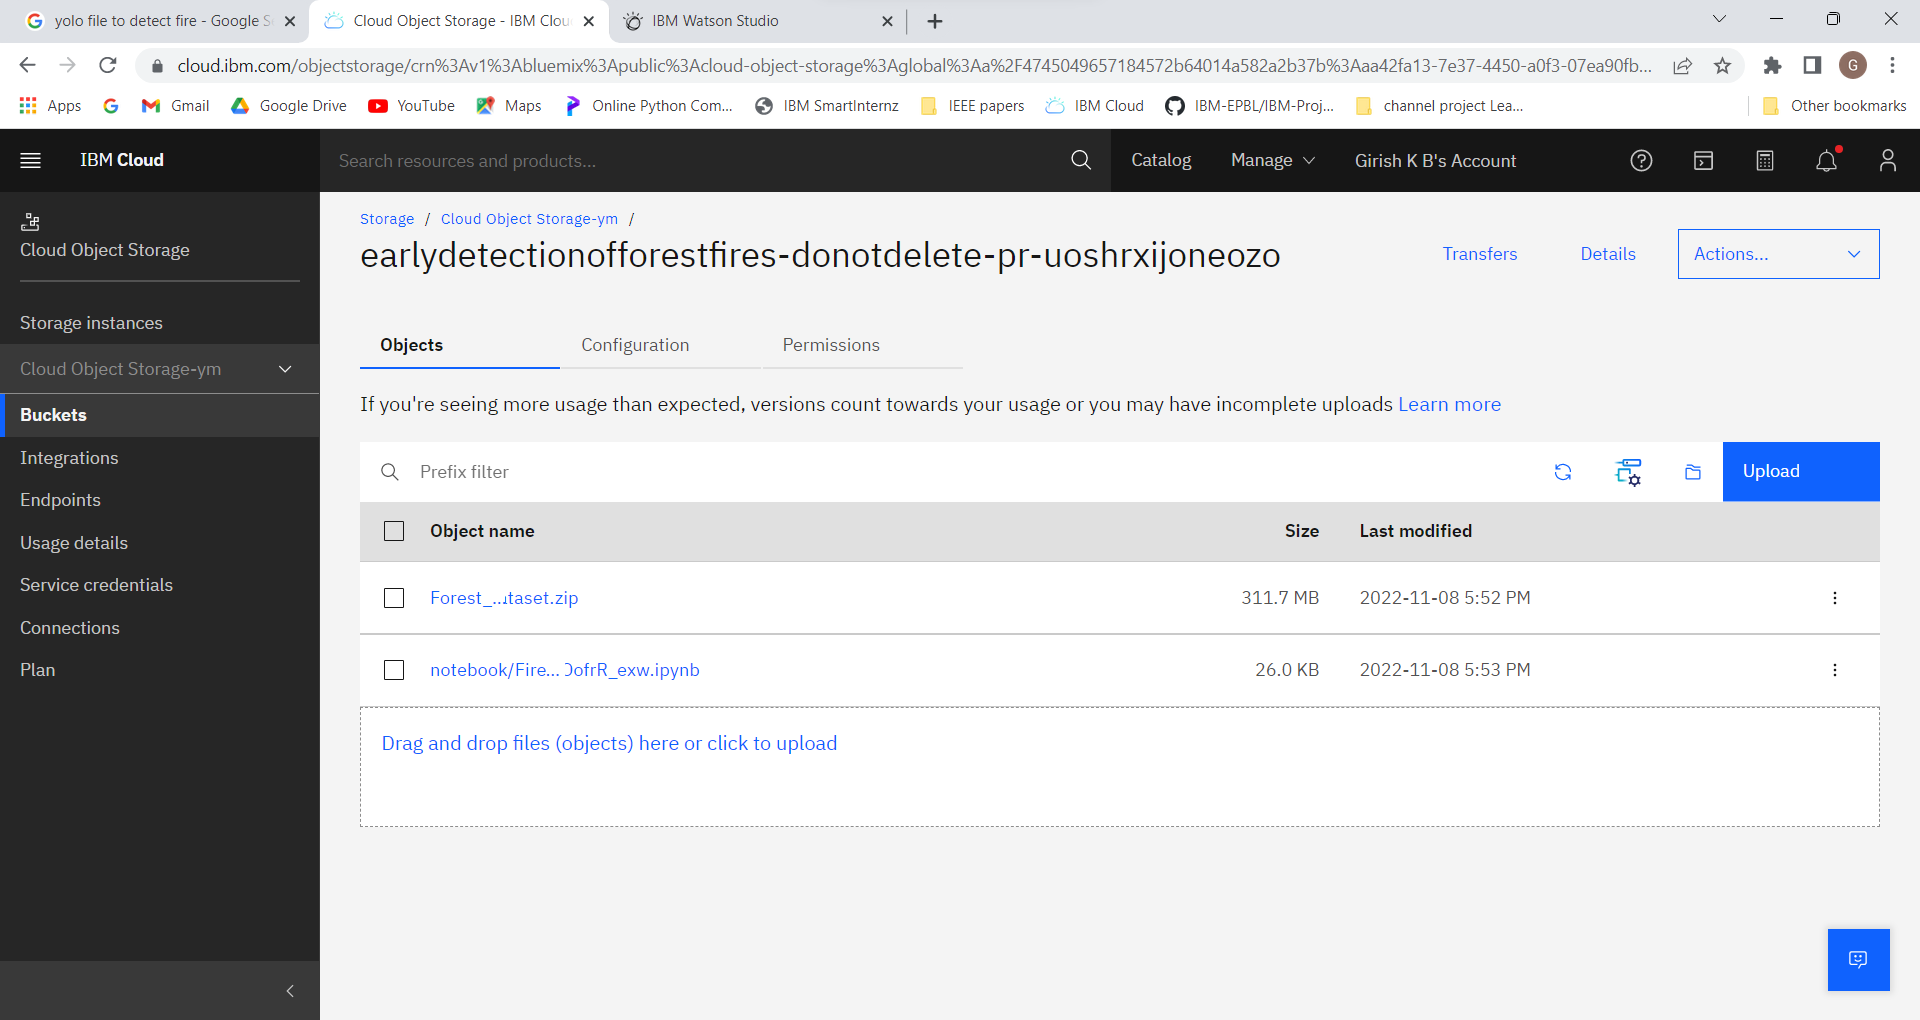 yolo file to detect fire - Google S
Cloud Object Storage - IBM Clou
IBM Watson Studio
cloud.ibm.com/objectstorage/crn%3Av1%3Abluemix%3Apublic%3Acloud-object-storage%3Aglobal%3Aa%2F4745049657184572b64014a582a2b37b%3Aaa42fa13-7e37-4450-a0f3-07ea90fb...
G
Apps
Gmail
Google Drive
YouTube
Maps
Online Python Com...
IBM SmartInternz
IEEE papers
IBM Cloud
IBM-EPBL/IBM-Proj...
channel project Lea...
Other bookmarks
IBM Cloud
Search resources and products...
Catalog
Manage
Girish K B's Account
Cloud Object Storage
Storage instances
Cloud Object Storage-ym
Buckets
Integrations
Endpoints
Usage details
Service credentials
Connections
Plan
Storage / Cloud Object Storage-ym /
earlydetectionofforestfires-donotdelete-pr-uoshrxijoneozo
Transfers
Details
Actions...
Objects
Configuration
Permissions
If you're seeing more usage than expected, versions count towards your usage or you may have incomplete uploads Learn more
Prefix filter
Upload
Object name
Size
Last modified
Forest_...taset.zip
311.7 MB
2022-11-08 5:52 PM
notebook/Fire... OofrR_exw.ipynb
26.0 KB
2022-11-08 5:53 PM
Drag and drop files (objects) here or click to upload